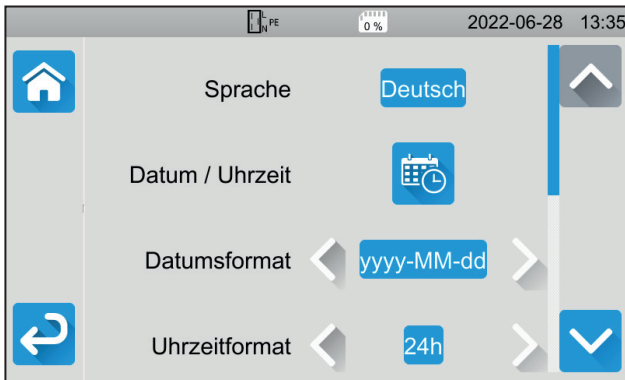 L
N PE
0 %
2022-06-28 13:35
Sprache Deutsch
Datum / Uhrzeit
Datumsformat yyyy-MM-dd
Uhrzeitformat 24h